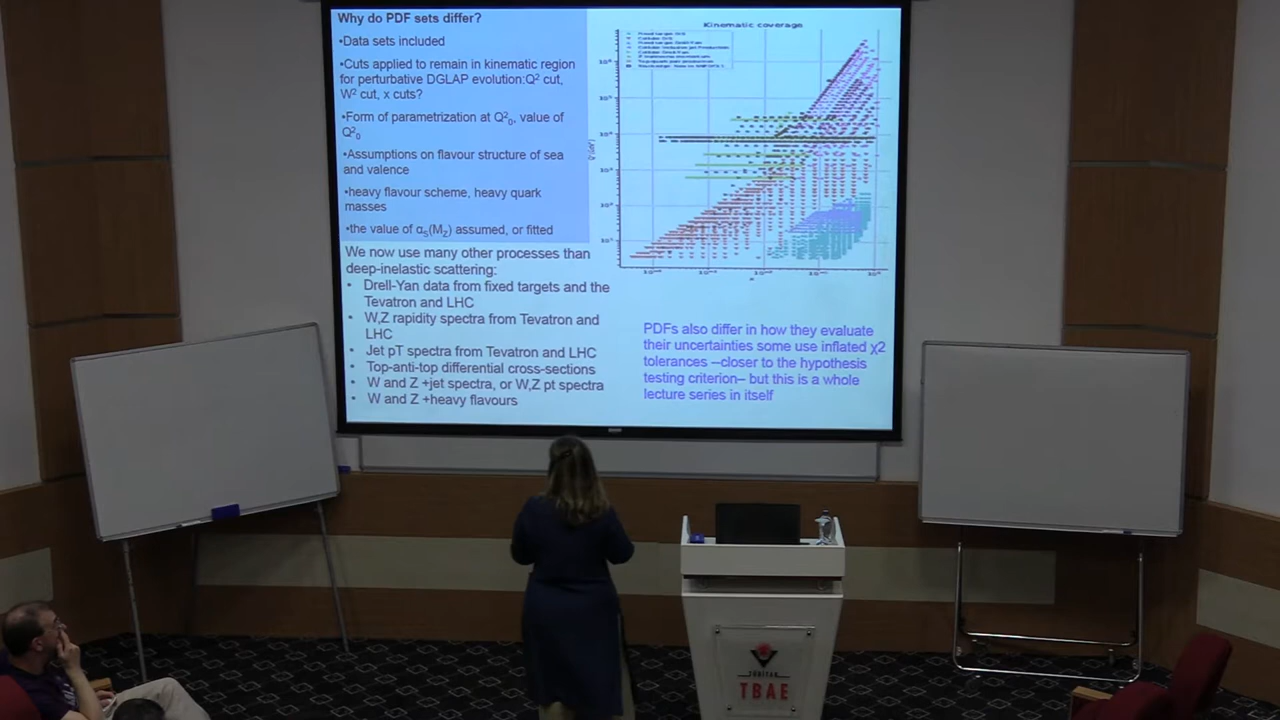 Why do PDF sets differ?
•Data sets included
•Cuts applied to remain in kinematic region
for perturbative DGLAP evolution:Q² cut,
W² cut, x cuts?
•Form of parametrization at Q²₀, value of
Q²₀
•Assumptions on flavour structure of sea
and valence
•heavy flavour scheme, heavy quark
masses
•the value of αₛ(M_Z) assumed, or fitted
We now use many other processes than
deep-inelastic scattering:
• Drell-Yan data from fixed targets and the
Tevatron and LHC
• W,Z rapidity spectra from Tevatron and
LHC
• Jet pT spectra from Tevatron and LHC
• Top-anti-top differential cross-sections
• W and Z +jet spectra, or W,Z pt spectra
• W and Z +heavy flavours
Kinematic coverage
PDFs also differ in how they evaluate
their uncertainties some use inflated χ2
tolerances –closer to the hypothesis
testing criterion– but this is a whole
lecture series in itself
TBAE